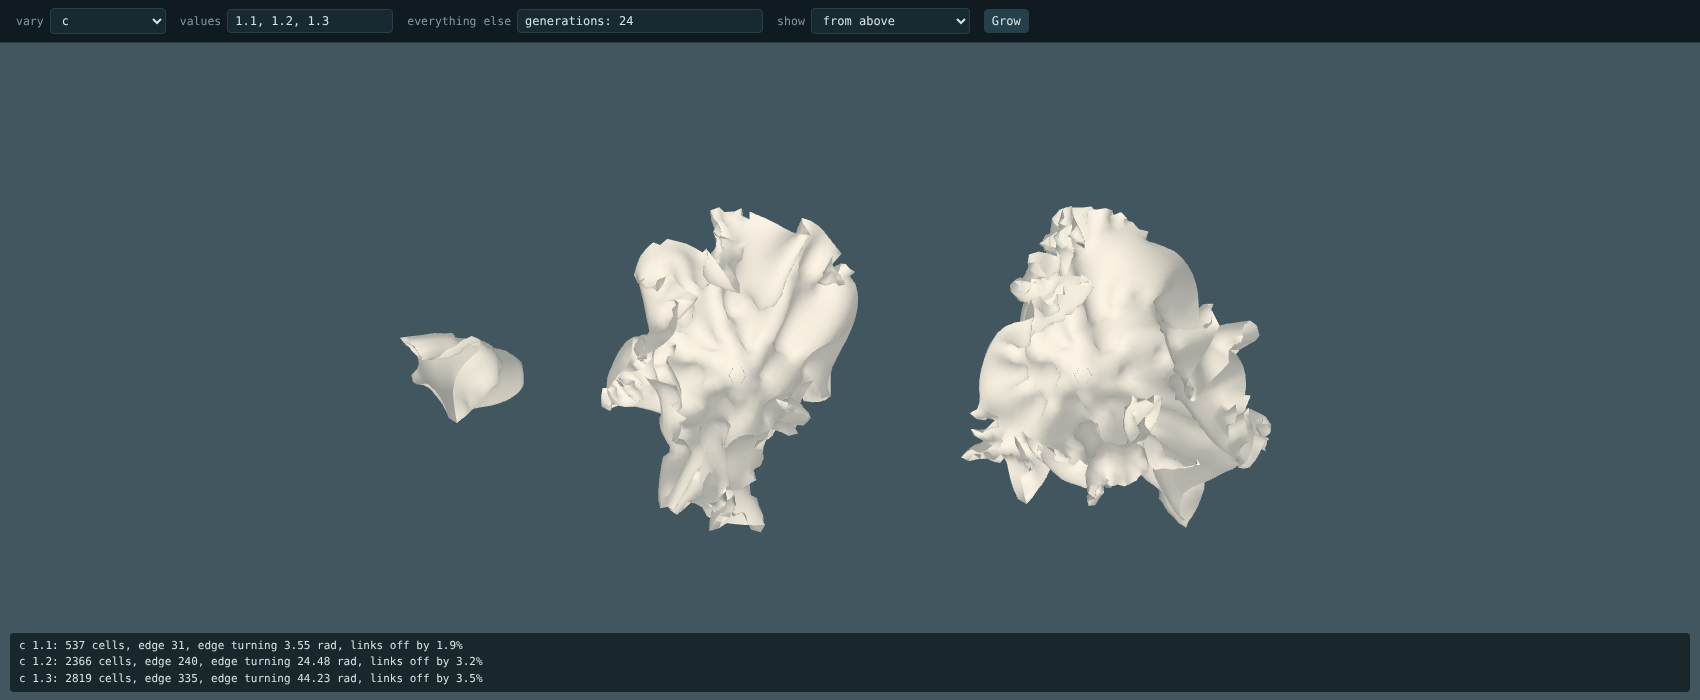 vary c values 1.1, 1.2, 1.3 everything else generations: 24 show from above Grow
c 1.1: 537 cells, edge 31, edge turning 3.55 rad, links off by 1.9%
c 1.2: 2366 cells, edge 240, edge turning 24.48 rad, links off by 3.2%
c 1.3: 2819 cells, edge 335, edge turning 44.23 rad, links off by 3.5%